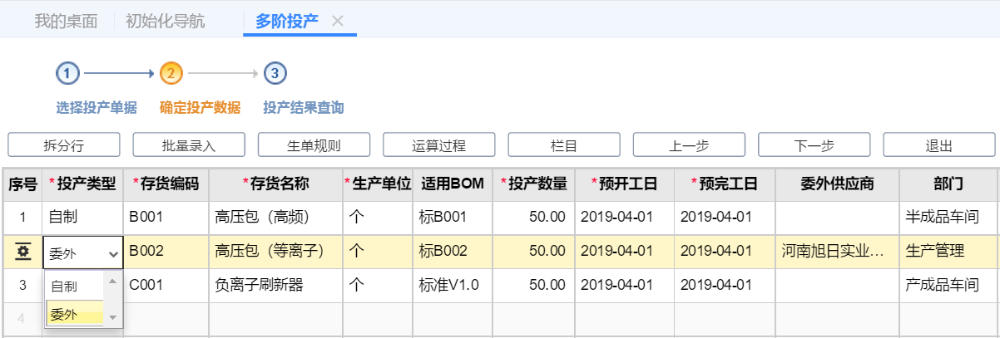 我的桌面 初始化导航 多阶投产 ×
1 2 3
选择投产单据 确定投产数据 投产结果查询
拆分行 批量录入 生单规则 运算过程 栏目 上一步 下一步 退出
序号 *投产类型 *存货编码 *存货名称 *生产单位 适用BOM *投产数量 *预开工日 *预完工日 委外供应商 部门
1 自制 B001 高压包（高频） 个 标B001 50.00 2019-04-01 2019-04-01 半成品车间
委外 B002 高压包（等离子） 个 标B002 50.00 2019-04-01 2019-04-01 河南旭日实业… 生产管理
3 C001 负离子刷新器 个 标准V1.0 50.00 2019-04-01 2019-04-01 产成品车间
自制
4
委外